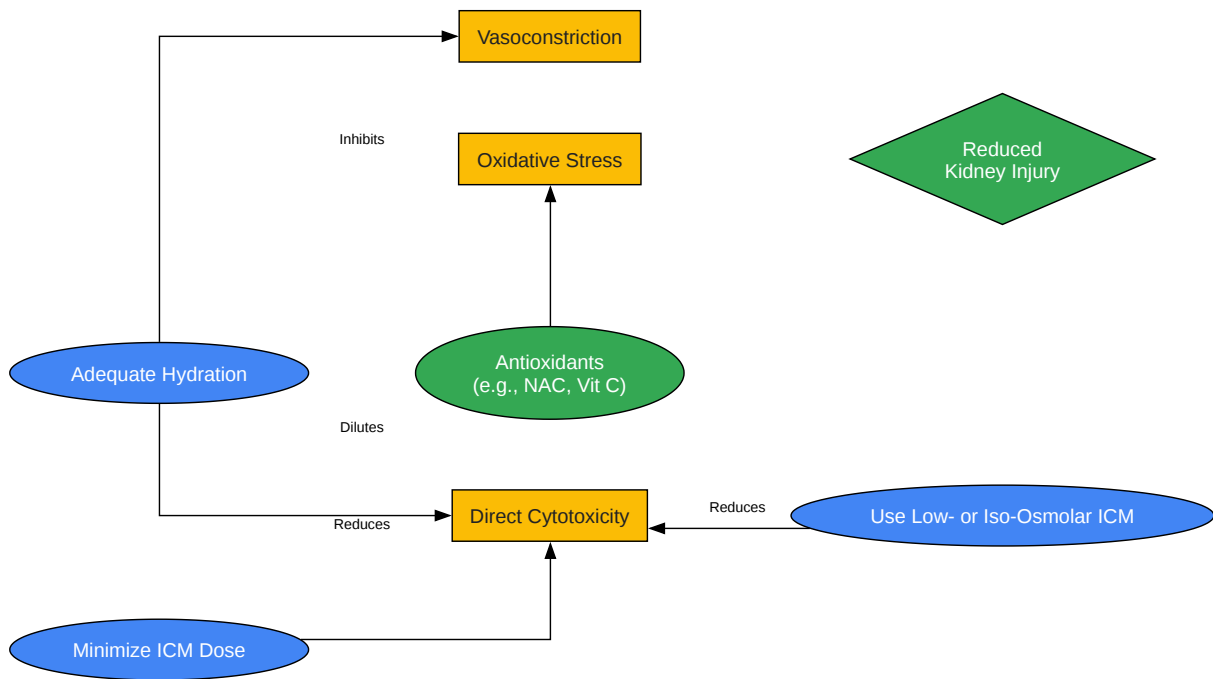 Vasoconstriction
Inhibits
Oxidative Stress
Reduced
Kidney Injury
Adequate Hydration
Antioxidants
(e.g., NAC, Vit C)
Dilutes
Direct Cytotoxicity
Reduces
Reduces
Use Low- or Iso-Osmolar ICM
Minimize ICM Dose